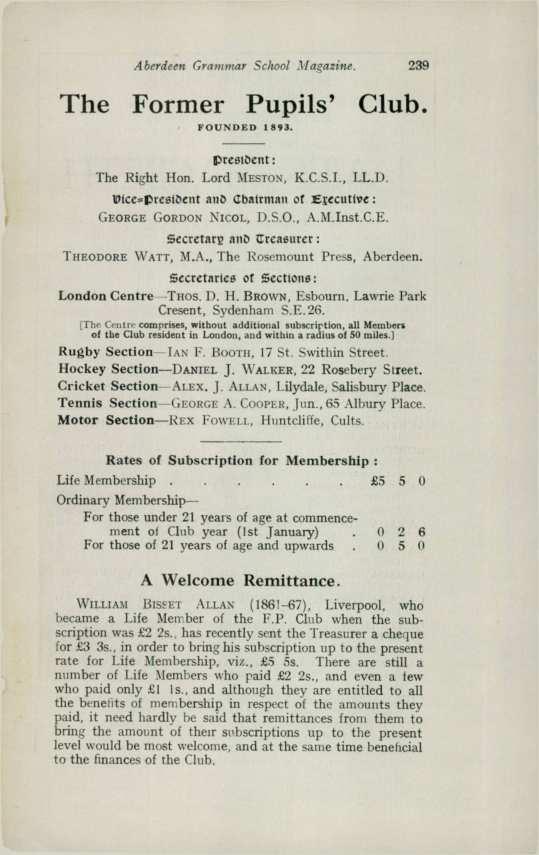 Aberdeen Grammar School Magazine. 239
The Former Pupils' Club.
FOUNDED 1893.
President:
The Right Hon. Lord MESTON, K.C.S.I., LL.D.
Vice=President and Chairman of Executive:
GEORGE GORDON NICOL, D.S.O., A.M.Inst.C.E.
Secretary and Treasurer:
THEODORE WATT, M.A., The Rosemount Press, Aberdeen.
Secretaries of Sections:
London Centre—THOS. D. H. BROWN, Esbourn, Lawrie Park
Cresent, Sydenham S.E. 26.
[The Centre comprises, without additional subscription, all Members
of the Club resident in London, and within a radius of 50 miles.]
Rugby Section—IAN F. BOOTH, 17 St. Swithin Street.
Hockey Section—DANIEL J. WALKER, 22 Rosebery Street.
Cricket Section—ALEX. J. ALLAN, Lilydale, Salisbury Place.
Tennis Section—GEORGE A. COOPER, Jun., 65 Albury Place.
Motor Section—REX FOWELL, Huntcliffe, Cults.
Rates of Subscription for Membership :
Life Membership . . . . . . £5 5 0
Ordinary Membership—
For those under 21 years of age at commence-
ment of Club year (1st January) . 0 2 6
For those of 21 years of age and upwards . 0 5 0
A Welcome Remittance.
WILLIAM BISSET ALLAN (1861-67), Liverpool, who
became a Life Member of the F.P. Club when the sub-
scription was £2 2s., has recently sent the Treasurer a cheque
for £3 3s., in order to bring his subscription up to the present
rate for Life Membership, viz., £5 5s. There are still a
number of Life Members who paid £2 2s., and even a few
who paid only £1 1s., and although they are entitled to all
the benefits of membership in respect of the amounts they
paid, it need hardly be said that remittances from them to
bring the amount of their subscriptions up to the present
level would be most welcome, and at the same time beneficial
to the finances of the Club.